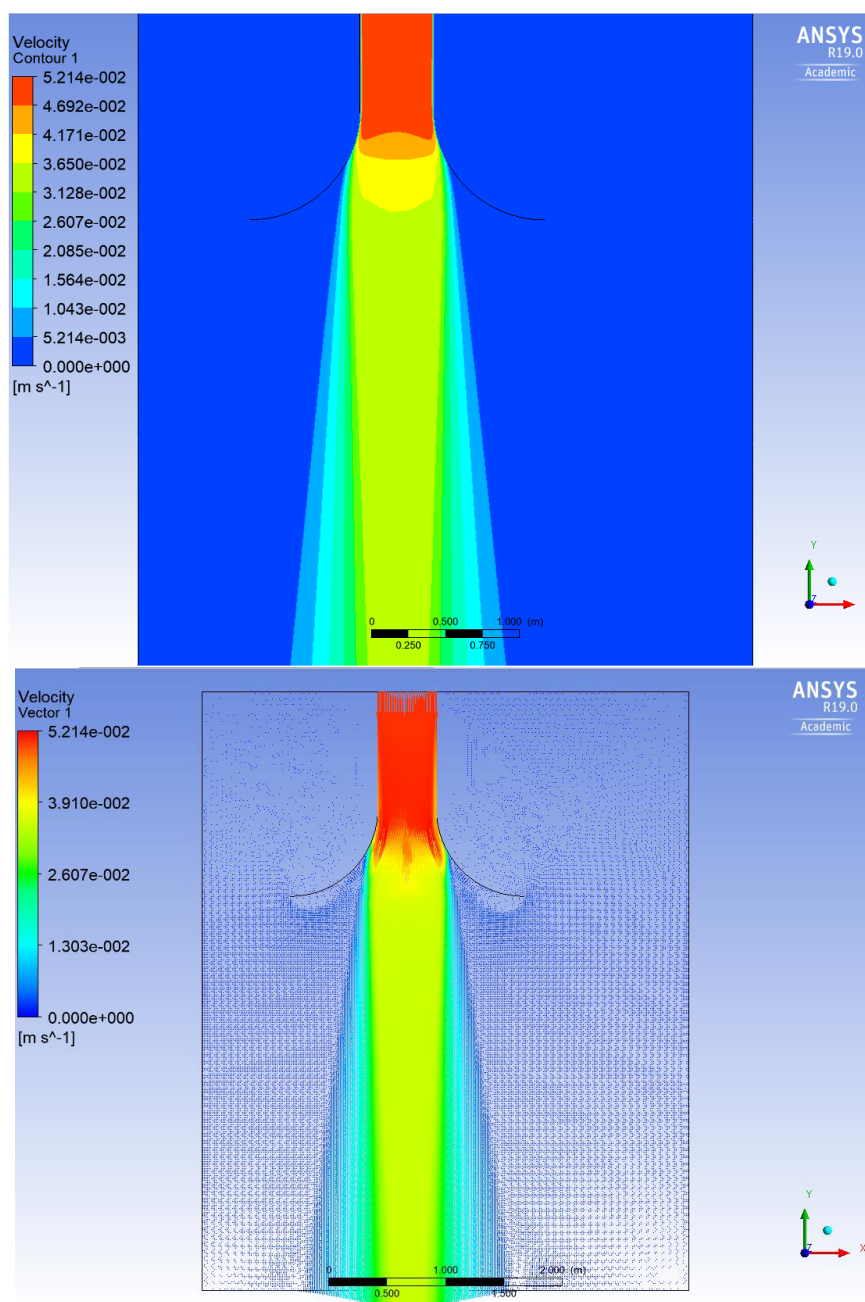 Velocity
Contour 1
5.214e-002
4.692e-002
4.171e-002
3.650e-002
3.128e-002
2.607e-002
2.085e-002
1.564e-002
1.043e-002
5.214e-003
0.000e+000
[m s^-1]
ANSYS
R19.0
Academic
Y
Z
0 0.500 1.000 (m)
0.250 0.750
Velocity
Vector 1
5.214e-002
3.910e-002
2.607e-002
1.303e-002
0.000e+000
[m s^-1]
ANSYS
R19.0
Academic
Y
Z
X
0 1.000 2.000 (m)
0.500 1.500